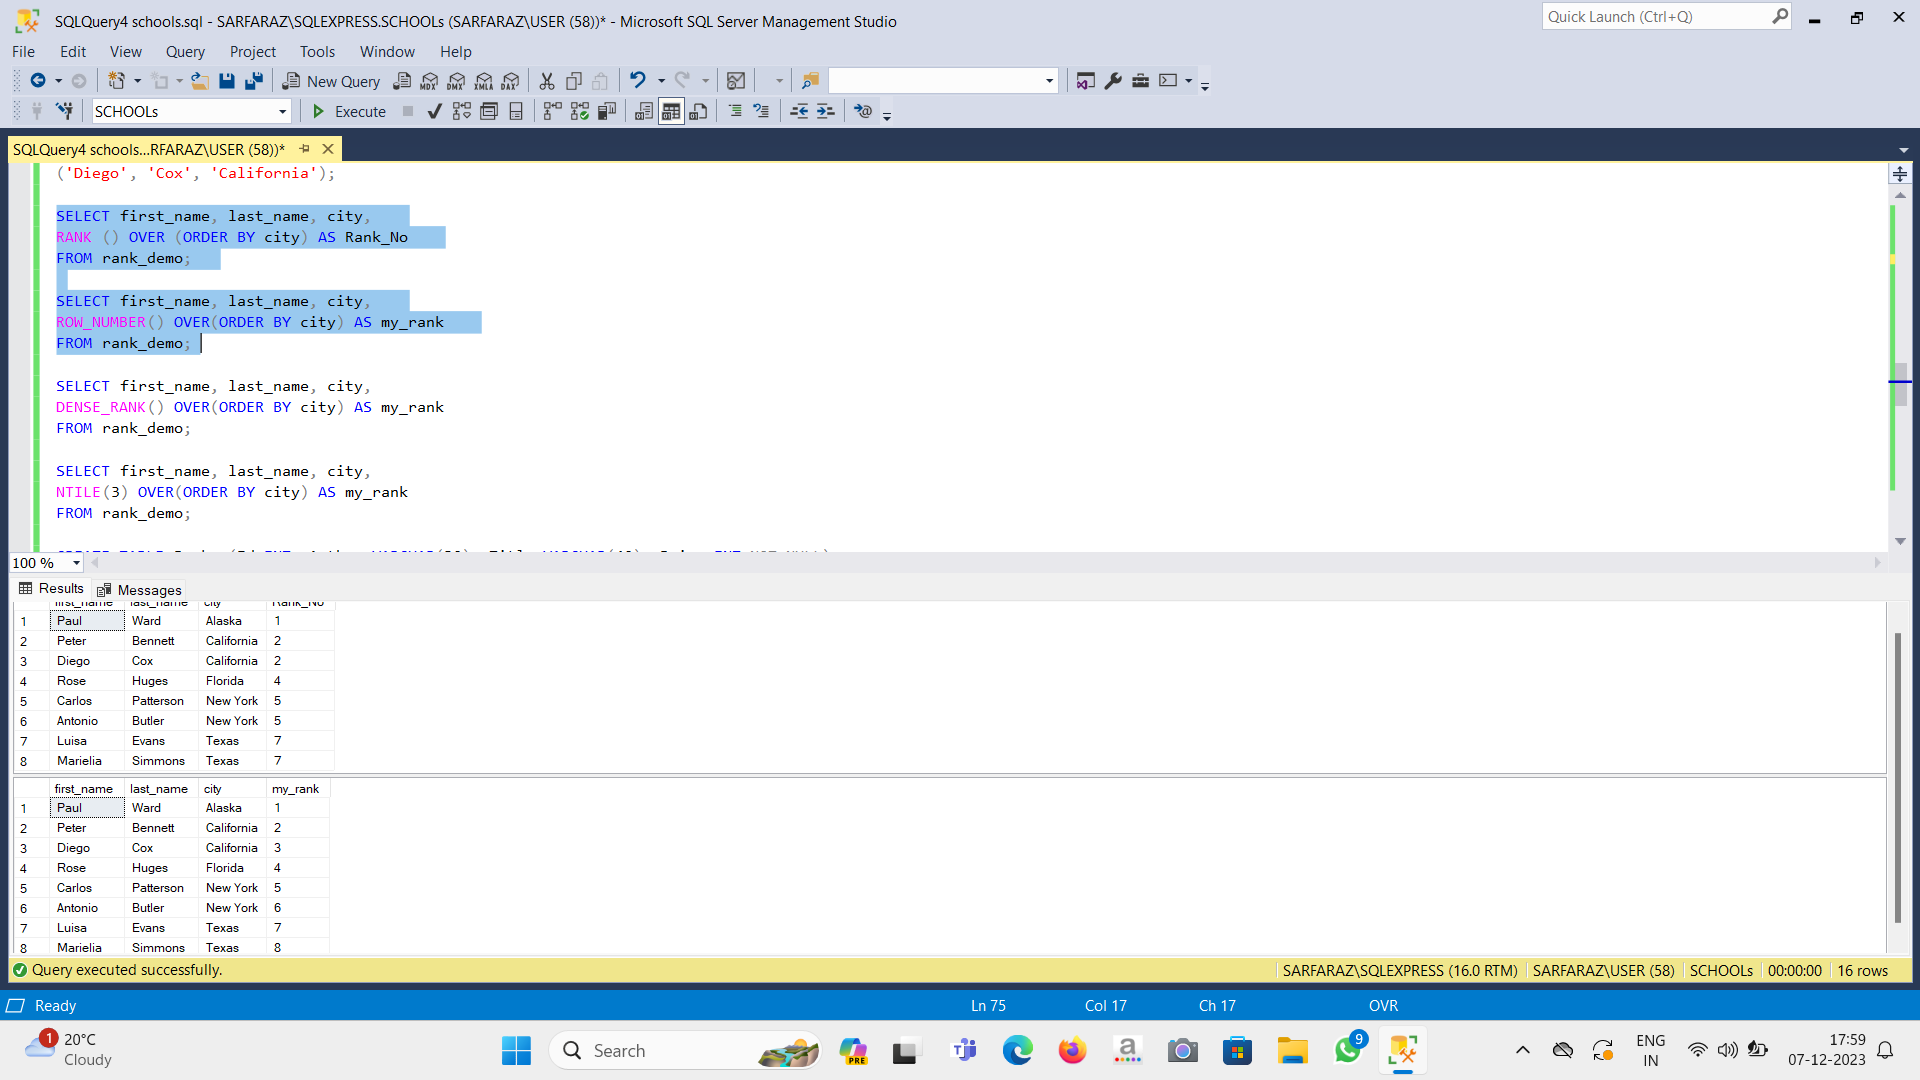 SQLQuery4 schools.sql - SARFARAZ\SQLEXPRESS.SCHOOLs (SARFARAZ\USER (58))* - Microsoft SQL Server Management Studio
Quick Launch (Ctrl+Q)
File Edit View Query Project Tools Window Help
New Query MDX DMX XMLA DAX
SCHOOLs Execute
SQLQuery4 schools...RFARAZ\USER (58))*
('Diego', 'Cox', 'California');
SELECT first_name, last_name, city,
RANK () OVER (ORDER BY city) AS Rank_No
FROM rank_demo;
SELECT first_name, last_name, city,
ROW_NUMBER() OVER(ORDER BY city) AS my_rank
FROM rank_demo;
SELECT first_name, last_name, city,
DENSE_RANK() OVER(ORDER BY city) AS my_rank
FROM rank_demo;
SELECT first_name, last_name, city,
NTILE(3) OVER(ORDER BY city) AS my_rank
FROM rank_demo;
100 %
Results Messages
first_name last_name city Rank_No
1 Paul Ward Alaska 1
2 Peter Bennett California 2
3 Diego Cox California 2
4 Rose Huges Florida 4
5 Carlos Patterson New York 5
6 Antonio Butler New York 5
7 Luisa Evans Texas 7
8 Marielia Simmons Texas 7
first_name last_name city my_rank
1 Paul Ward Alaska 1
2 Peter Bennett California 2
3 Diego Cox California 3
4 Rose Huges Florida 4
5 Carlos Patterson New York 5
6 Antonio Butler New York 6
7 Luisa Evans Texas 7
8 Marielia Simmons Texas 8
Query executed successfully. SARFARAZ\SQLEXPRESS (16.0 RTM) SARFARAZ\USER (58) SCHOOLs 00:00:00 16 rows
Ready Ln 75 Col 17 Ch 17 OVR
1 20°C
Cloudy
Search PRE 9
ENG
IN
17:59
07-12-2023